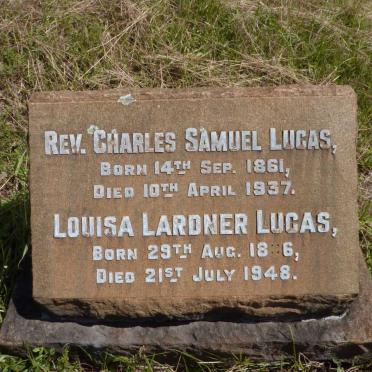 Rev. Charles Samuel Lucas,
Born 14th Sep. 1861,
Died 10th April 1937.
Louisa Lardner Lucas,
Born 29th Aug.
Died 21st July 1948.